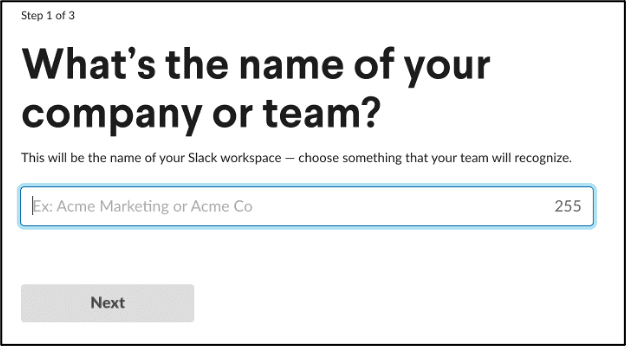 Step 1 of 3
What’s the name of your
company or team?
This will be the name of your Slack workspace — choose something that your team will recognize.
Ex: Acme Marketing or Acme Co 255
Next